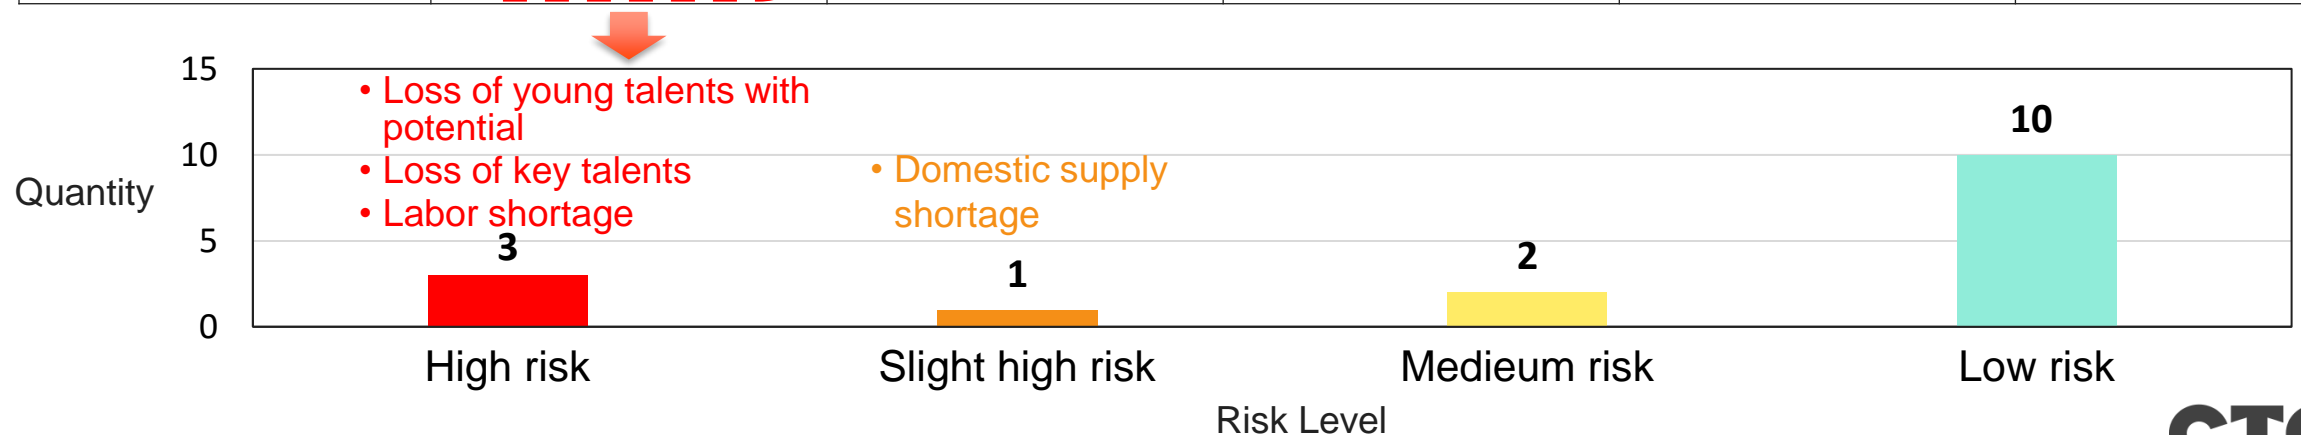 15
• Loss of young talents with
potential
10
• Loss of key talents
• Domestic supply
Quantity
• Labor shortage
shortage
5
3
1
2
10
0
High risk
Slight high risk
Medieum risk
Low risk
Risk Level